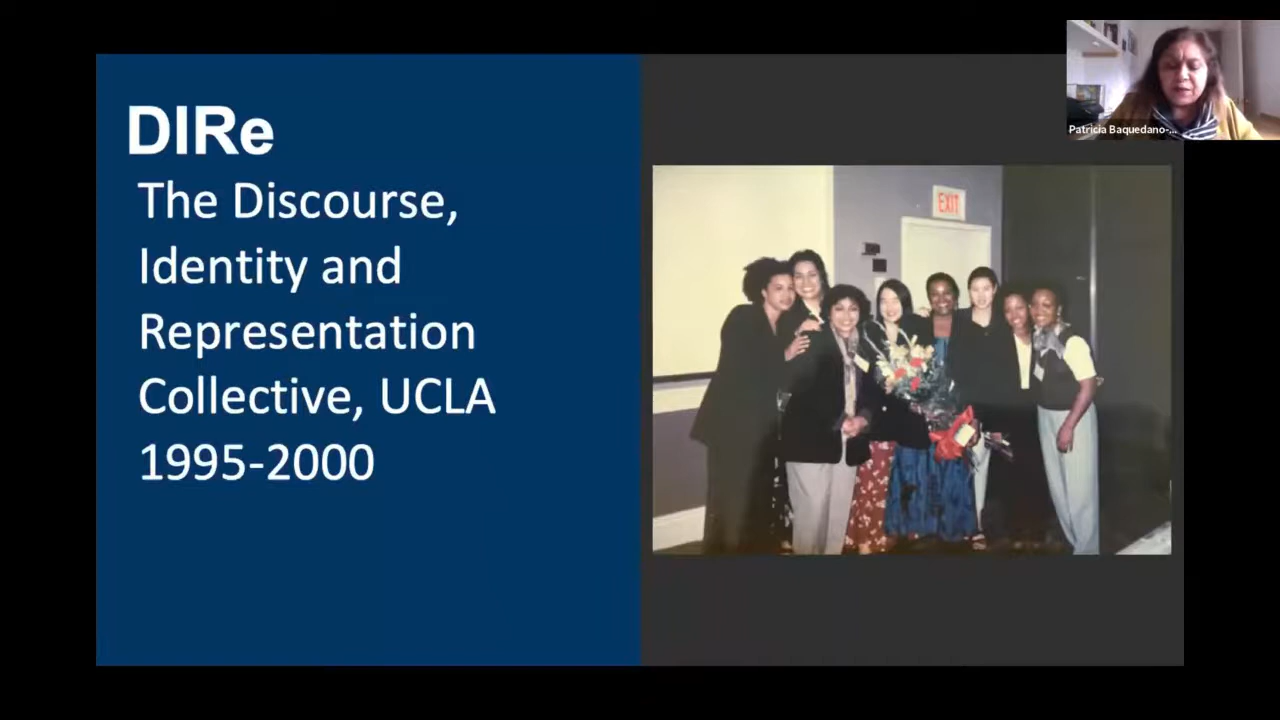 DIRe
The Discourse,
Identity and
Representation
Collective, UCLA
1995-2000
EXIT
Patricia Baquedano-...